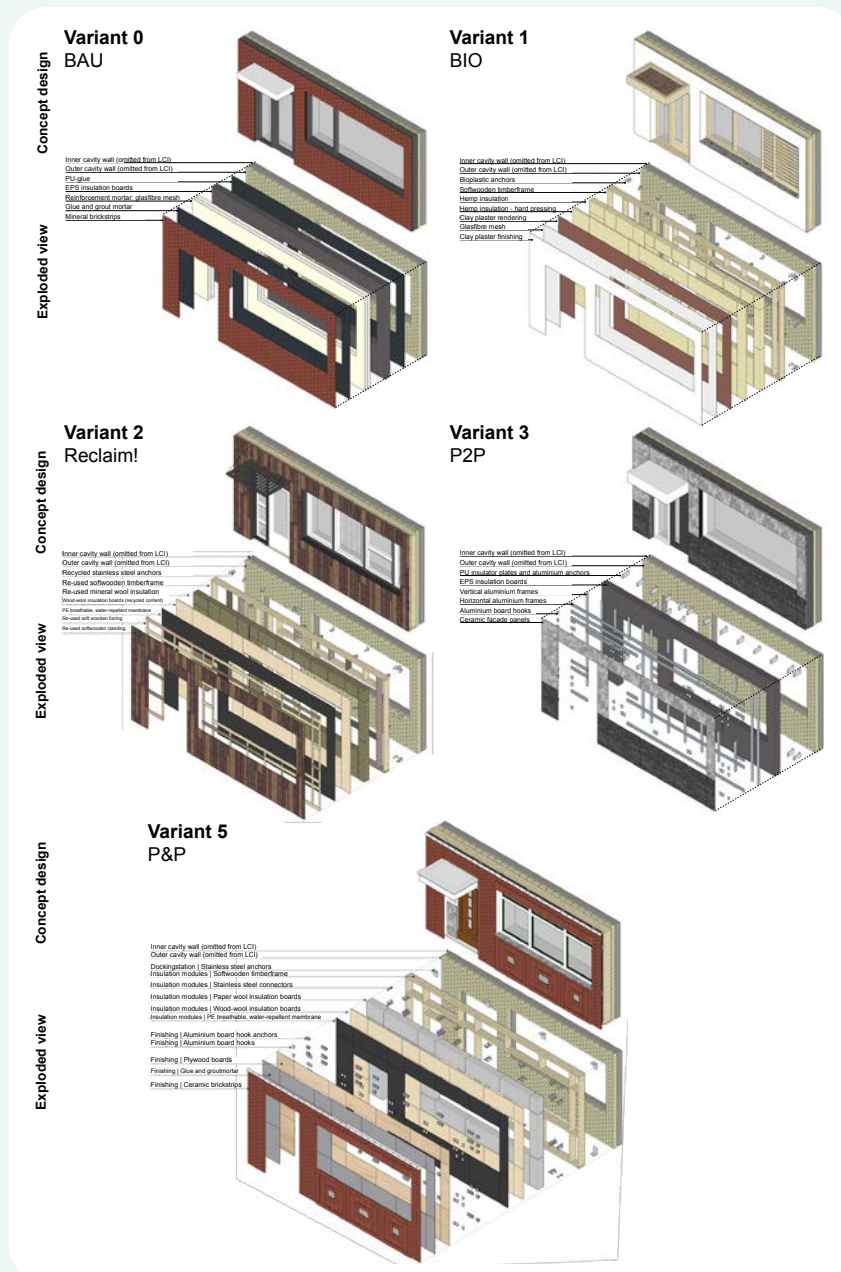 Variant 0
BAU
Concept design
Exploded view
Inner cavity wall (omitted from LCI)
Outer cavity wall (omitted from LCI)
PU-glue
EPS insulation boards
Reinforcement mortar; glasfibre mesh
Glue and grout mortar
Mineral brickstrips
Variant 1
BIO
Inner cavity wall (omitted from LCI)
Outer cavity wall (omitted from LCI)
Bioplastic anchors
Softwooden timberframe
Hemp insulation
Hemp insulation - hard pressing
Clay plaster rendering
Glasfibre mesh
Clay plaster finishing
Variant 2
Reclaim!
Concept design
Exploded view
Inner cavity wall (omitted from LCI)
Outer cavity wall (omitted from LCI)
Recycled stainless steel anchors
Re-used softwooden timberframe
Re-used mineral wool insulation
Wood-wool insulation boards (recycled content)
PE breathable, water-repellent membrane
Re-used soft wooden furring
Re-used softwooden cladding
Variant 3
P2P
Inner cavity wall (omitted from LCI)
Outer cavity wall (omitted from LCI)
PU insulator plates and aluminium anchors
EPS insulation boards
Vertical aluminium frames
Horizontal aluminium frames
Aluminium board hooks
Ceramic facade panels
Variant 5
P&P
Concept design
Exploded view
Inner cavity wall (omitted from LCI)
Outer cavity wall (omitted from LCI)
Dockingstation | Stainless steel anchors
Insulation modules | Softwooden timberframe
Insulation modules | Stainless steel connectors
Insulation modules | Paper wool insulation boards
Insulation modules | Wood-wool insulation boards
Insulation modules | PE breathable, water-repellent membrane
Finishing | Aluminium board hook anchors
Finishing | Aluminium board hooks
Finishing | Plywood boards
Finishing | Glue and groutmortar
Finishing | Ceramic brickstrips